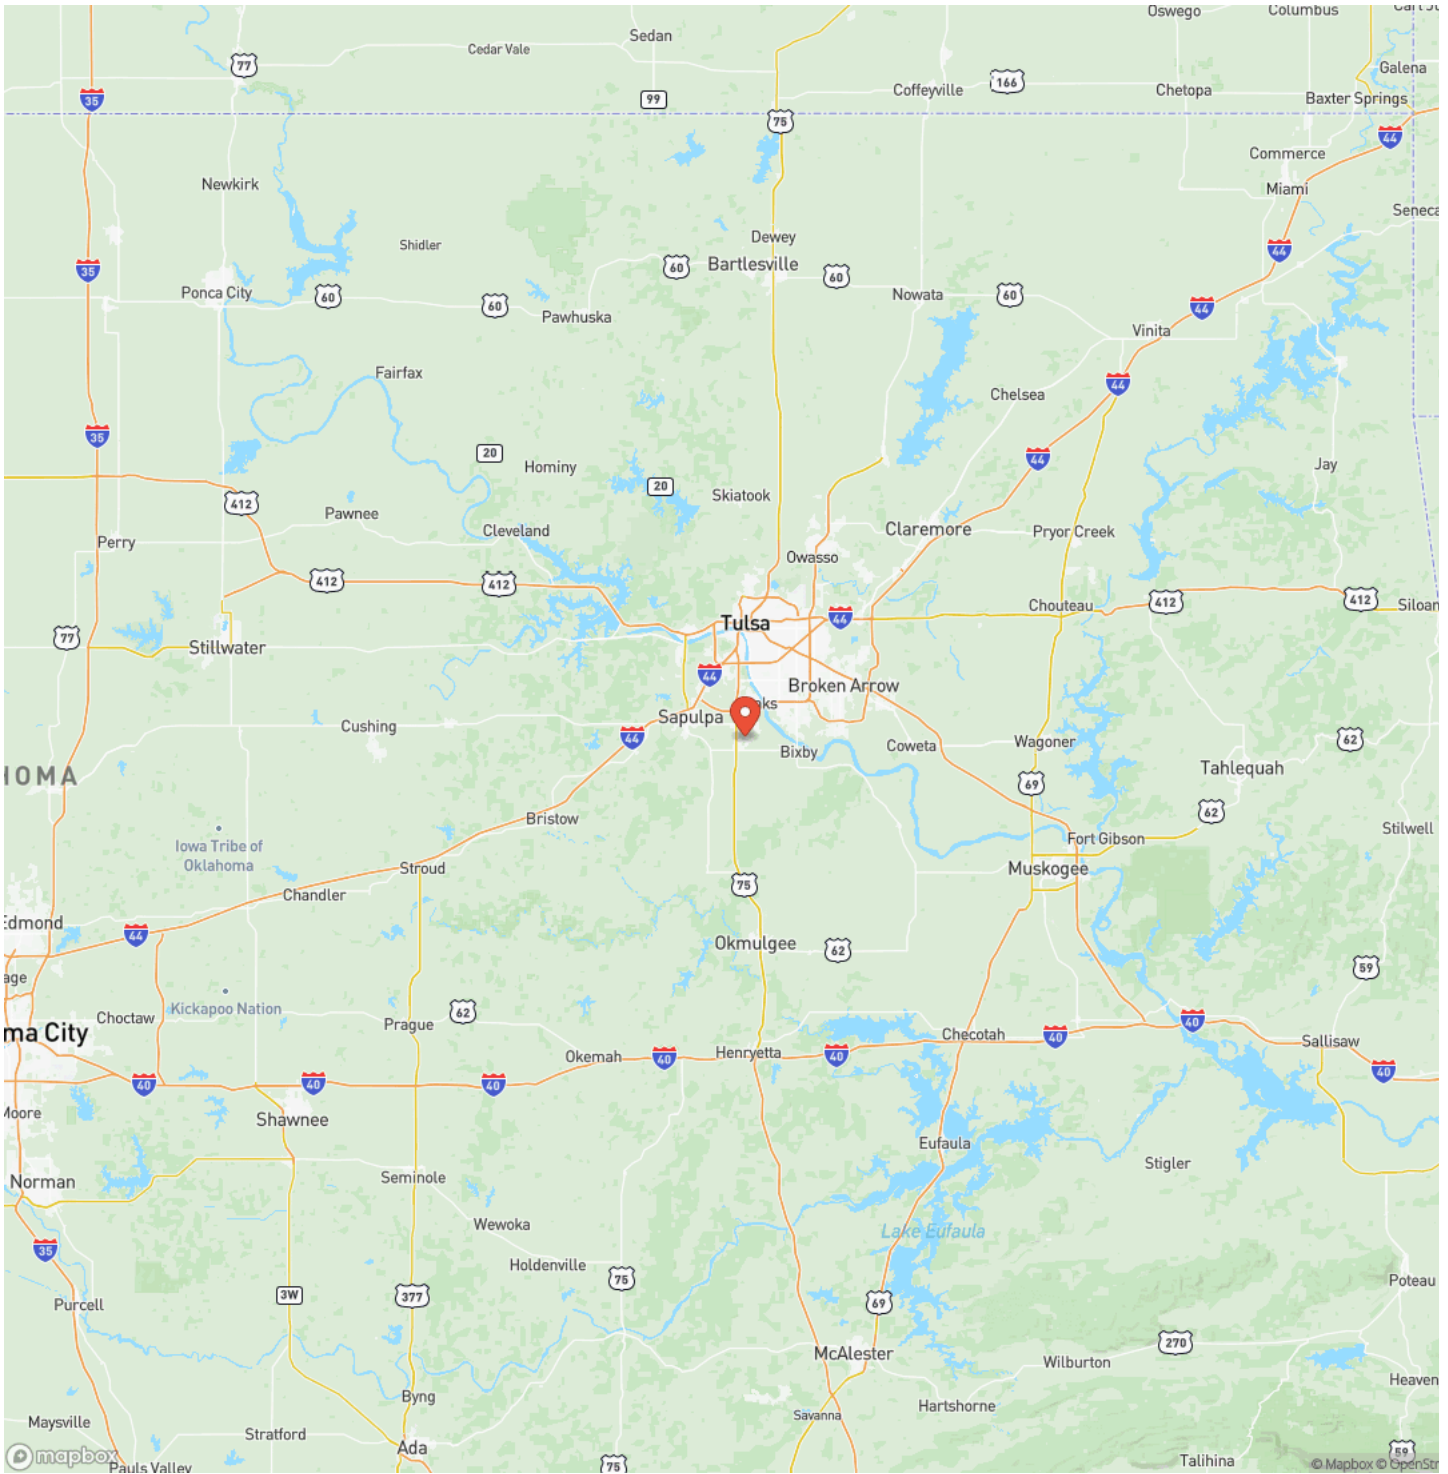 Oswego
Columbus
Sedan
Cedar Vale
77
Galena
166
Coffeyville
Chetopa
35
99
Baxter Springs
75
44
Commerce
Newkirk
Miami
Seneca
Dewey
Shidler
44
Bartlesville
35
60
60
Ponca City
60
60
Nowata
60
Pawhuska
44
Vinita
Fairfax
44
Chelsea
35
20
44
Hominy
Jay
20
Skiatook
412
Pawnee
Cleveland
Claremore
Pryor Creek
Perry
Owasso
412
412
412
412
Chouteau
Siloan
44
Tulsa
77
Stillwater
44
Broken Arrow
ks
Sapulpa
Cushing
44
62
Wagoner
Coweta
Bixby
HOMA
Tahlequah
69
62
Bristow
Stilwell
Iowa Tribe of
Oklahoma
Fort Gibson
Stroud
Muskogee
75
Chandler
Edmond
44
Okmulgee
62
59
age
Kickapoo Nation
62
Choctaw
40
Prague
ma City
Checotah
40
Sallisaw
Okemah
40
Henryetta
40
40
40
40
40
Moore
Shawnee
Eufaula
Stigler
Seminole
Norman
Wewoka
Lake Eufaula
35
Holdenville
75
Poteau
3W
377
69
Purcell
270
McAlester
Wilburton
Heaven
Byng
Hartshorne
Savanna
Maysville
Stratford
Ada
59
mapbox
Talihina
75
Pauls Valley
© Mapbox © OpenStr